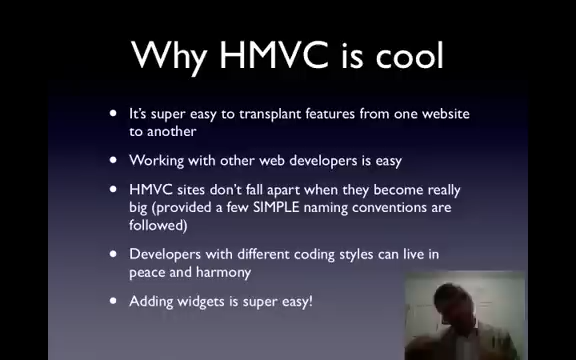 Why HMVC is cool
It's super easy to transplant features from one website
to another
Working with other web developers is easy
HMVC sites don't fall apart when they become really
big (provided a few SIMPLE naming conventions are
followed)
Developers with different coding styles can live in
peace and harmony
Adding widgets is super easy!